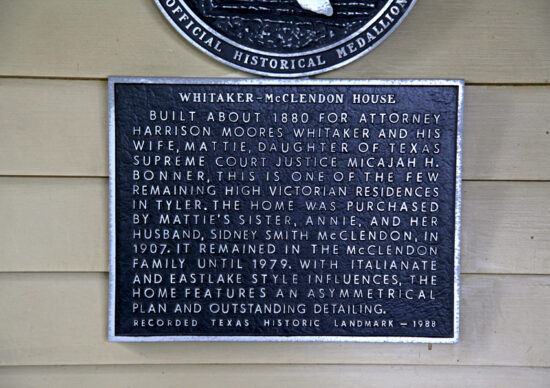 OFFICIAL HISTORICAL MEDALLION
WHITAKER-McCLENDON HOUSE
BUILT ABOUT 1880 FOR ATTORNEY
HARRISON MOORES WHITAKER AND HIS
WIFE, MATTIE, DAUGHTER OF TEXAS
SUPREME COURT JUSTICE MICAJAH H.
BONNER, THIS IS ONE OF THE FEW
REMAINING HIGH VICTORIAN RESIDENCES
IN TYLER. THE HOME WAS PURCHASED
BY MATTIE'S SISTER, ANNIE, AND HER
HUSBAND, SIDNEY SMITH McCLENDON, IN
1907. IT REMAINED IN THE McCLENDON
FAMILY UNTIL 1979. WITH ITALIANATE
AND EASTLAKE STYLE INFLUENCES, THE
HOME FEATURES AN ASYMMETRICAL
PLAN AND OUTSTANDING DETAILING.
RECORDED TEXAS HISTORIC LANDMARK - 1988